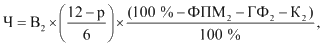 Ч = В₂ × (12 – р / 6) × (100 % – ФПМ₂ – ГФ₂ – К₂) / 100 %,